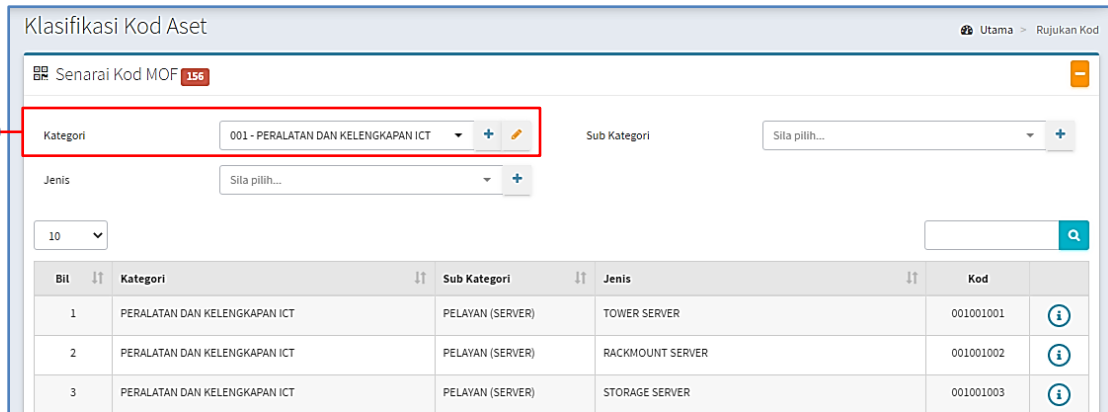 Klasifikasi Kod Aset
Utama > Rujukan Kod
Senarai Kod MOF 156
Kategori 001 - PERALATAN DAN KELENGKAPAN ICT Sub Kategori Sila pilih...
Jenis Sila pilih...
10
Bil Kategori Sub Kategori Jenis Kod
1 PERALATAN DAN KELENGKAPAN ICT PELAYAN (SERVER) TOWER SERVER 001001001
2 PERALATAN DAN KELENGKAPAN ICT PELAYAN (SERVER) RACKMOUNT SERVER 001001002
3 PERALATAN DAN KELENGKAPAN ICT PELAYAN (SERVER) STORAGE SERVER 001001003